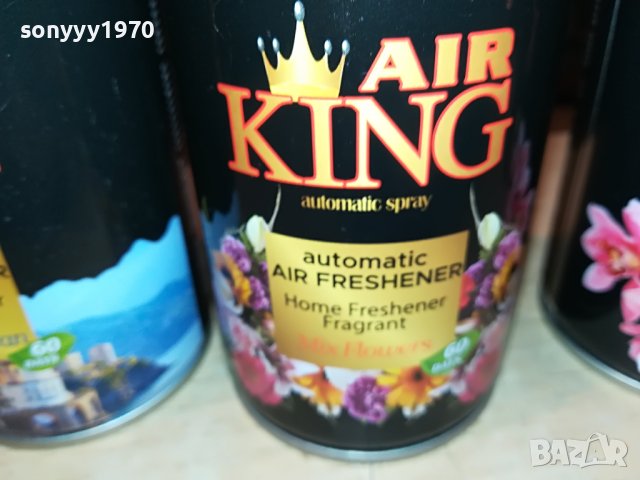 sonyyy1970
AIR
KING
automatic spray
automatic
AIR FRESHENER
Home Freshener
Fragrant
Mix Flowers
60
60
BAZAR